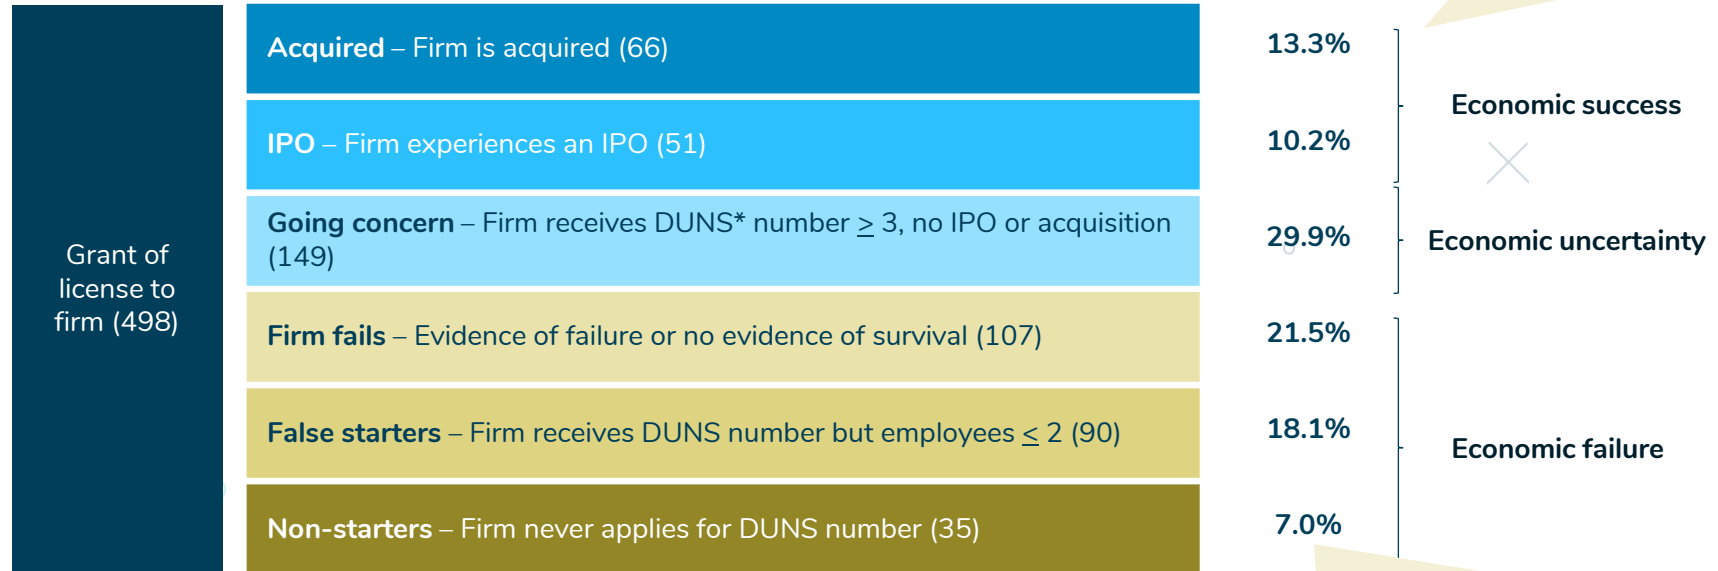 Grant of
license to
firm (498)
Acquired – Firm is acquired (66)
13.3%
IPO – Firm experiences an IPO (51)
10.2%
Economic success
Going concern – Firm receives DUNS* number ≥ 3, no IPO or acquisition
(149)
29.9%
Economic uncertainty
Firm fails – Evidence of failure or no evidence of survival (107)
21.5%
False starters – Firm receives DUNS number but employees ≤ 2 (90)
18.1%
Economic failure
Non-starters – Firm never applies for DUNS number (35)
7.0%